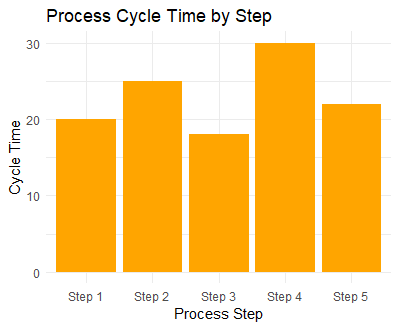 Process Cycle Time by Step
Cycle Time
30
20
10
0
Step 1 Step 2 Step 3 Step 4 Step 5
Process Step